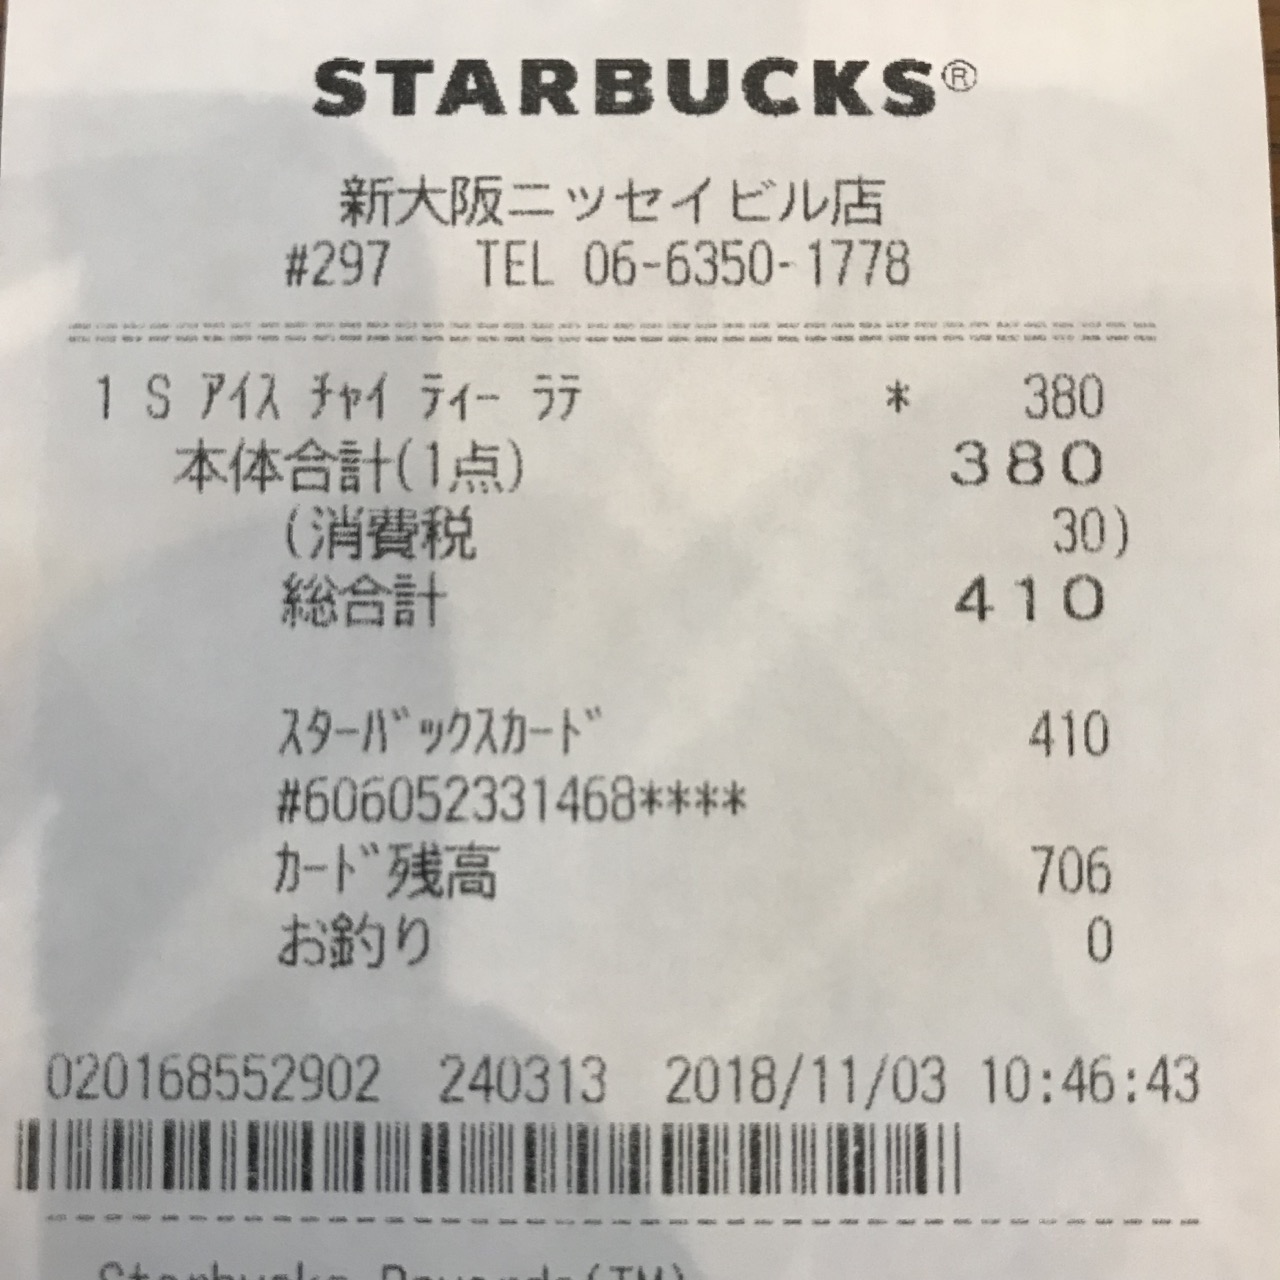 STARBUCKS®
新大阪ニッセイビル店
#297 TEL 06-6350-1778
1 S アイス チャイ ティー ラテ * 380
本体合計(1点) 380
(消費税 30)
総合計 410
スターバックスカード 410
#606052331468****
カード残高 706
お釣り 0
020168552902 240313 2018/11/03 10:46:43
Starbucks Rewards(TM)